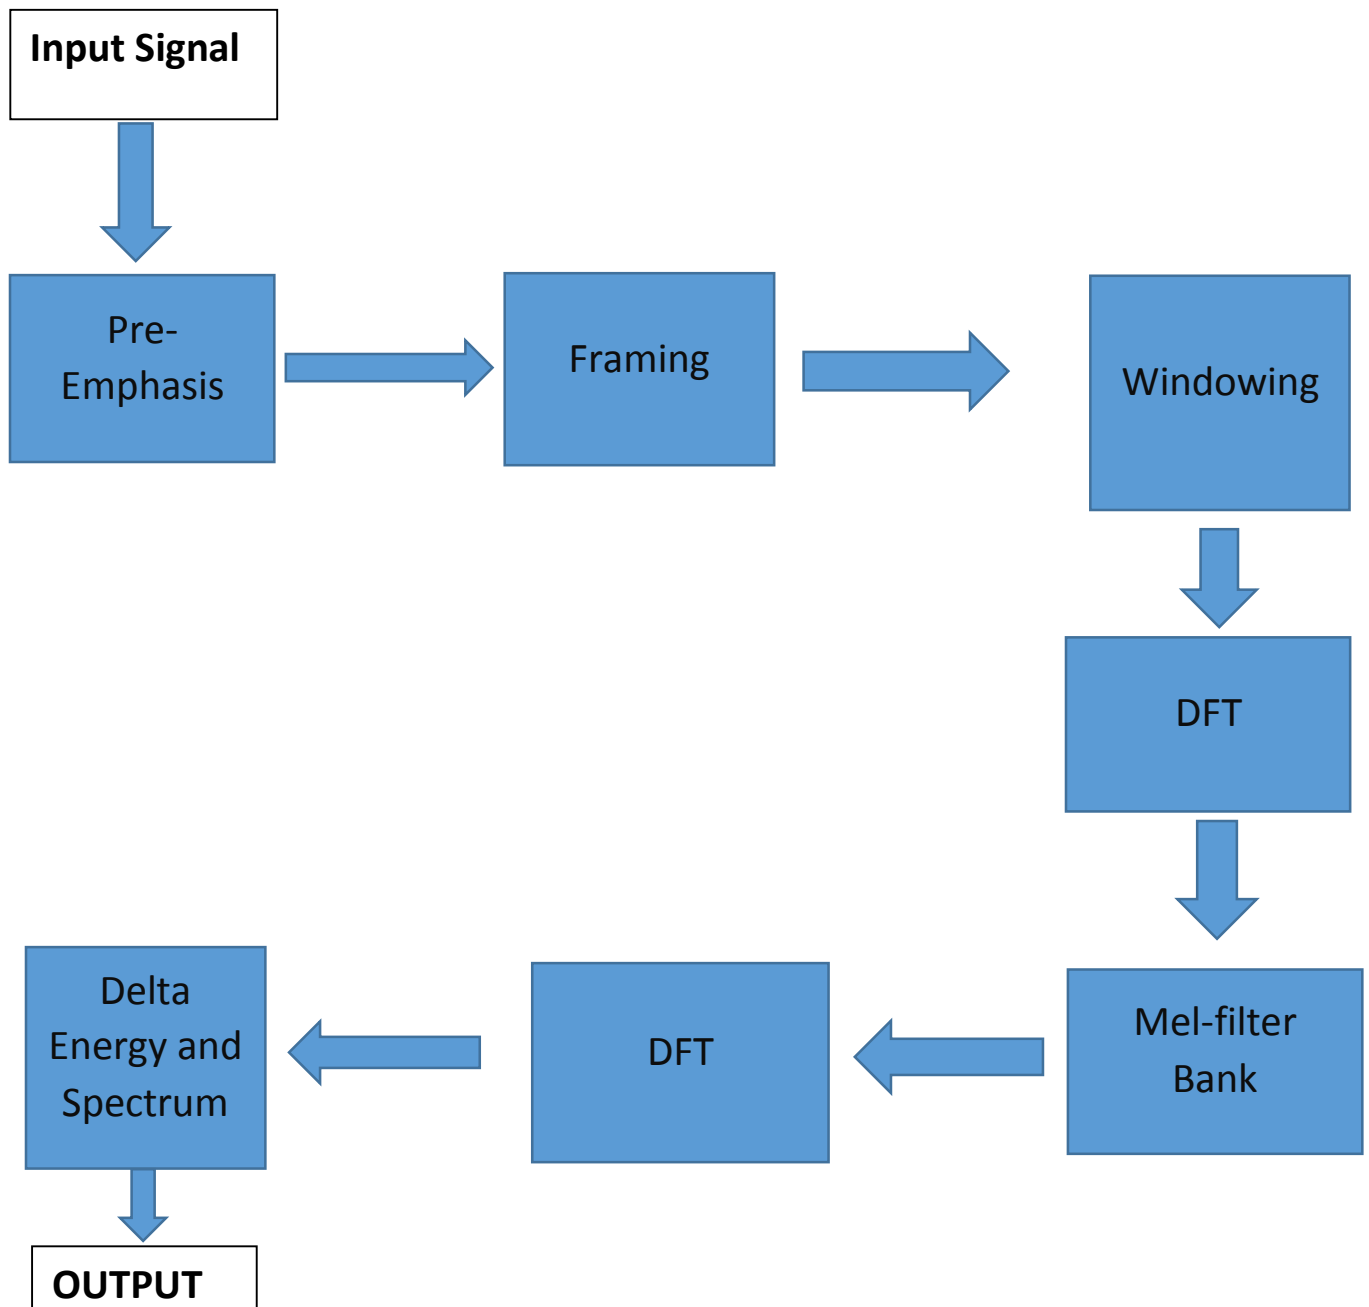 Input Signal
Pre-
Emphasis
Framing
Windowing
DFT
Mel-filter
Bank
DFT
Delta
Energy and
Spectrum
OUTPUT